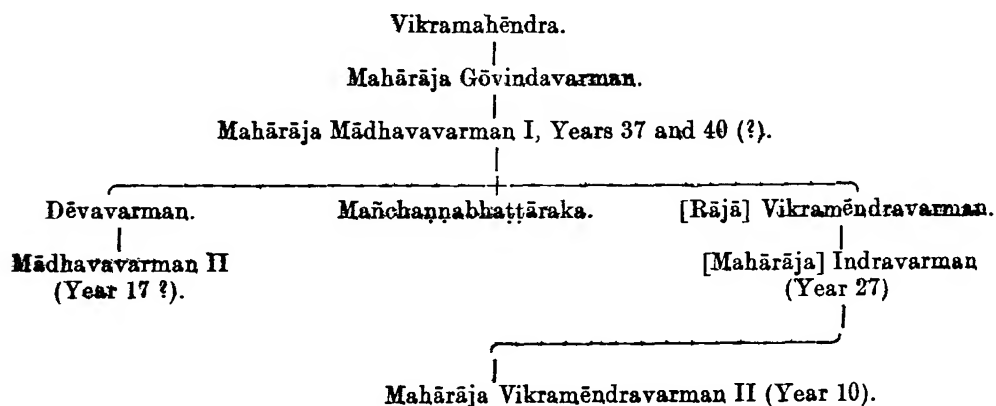 Vikramahēndra.
Mahārāja Gōvindavarman.
Mahārāja Mādhavavarman I, Years 37 and 40 (?).
Dēvavarman. Mañchaṇṇabhaṭṭāraka. [Rājā] Vikramēndravarman.
Mādhavavarman II [Mahārāja] Indravarman
(Year 17 ?). (Year 27)
Mahārāja Vikramēndravarman II (Year 10).